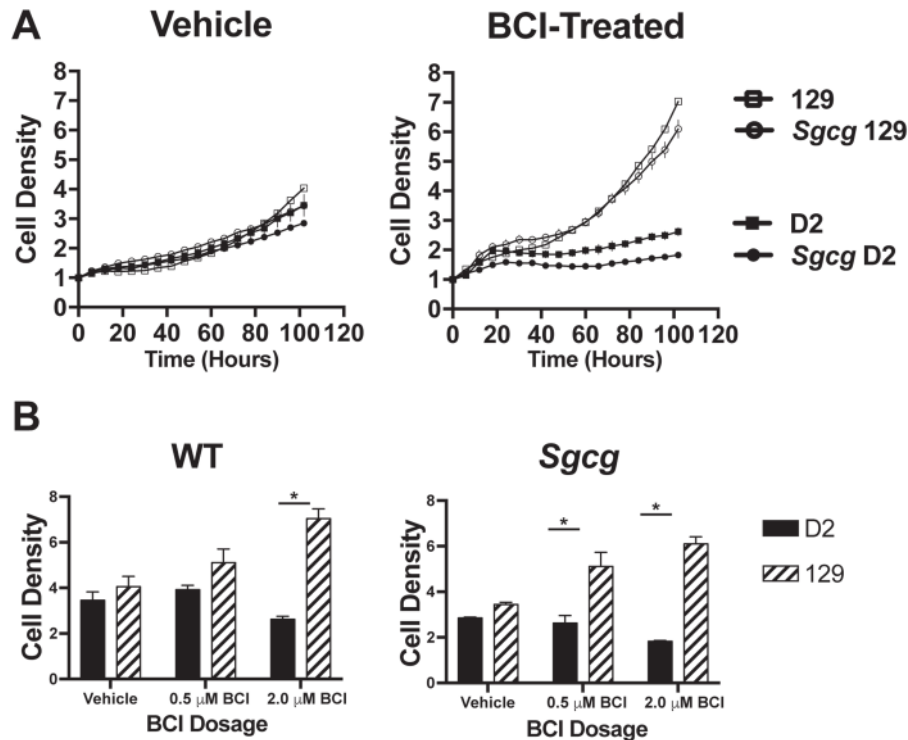 A
Vehicle
BCI-Treated
Cell Density
8
7
6
5
4
3
2
1
0
0 20 40 60 80 100 120
Time (Hours)
Cell Density
8
7
6
5
4
3
2
1
0
0 20 40 60 80 100 120
Time (Hours)
129
Sgcg 129
D2
Sgcg D2
B
WT
Sgcg
Cell Density
8
6
4
2
0
*
Vehicle 0.5 μM BCI 2.0 μM BCI
BCI Dosage
Cell Density
8
6
4
2
0
* *
Vehicle 0.5 μM BCI 2.0 μM BCI
BCI Dosage
D2
129